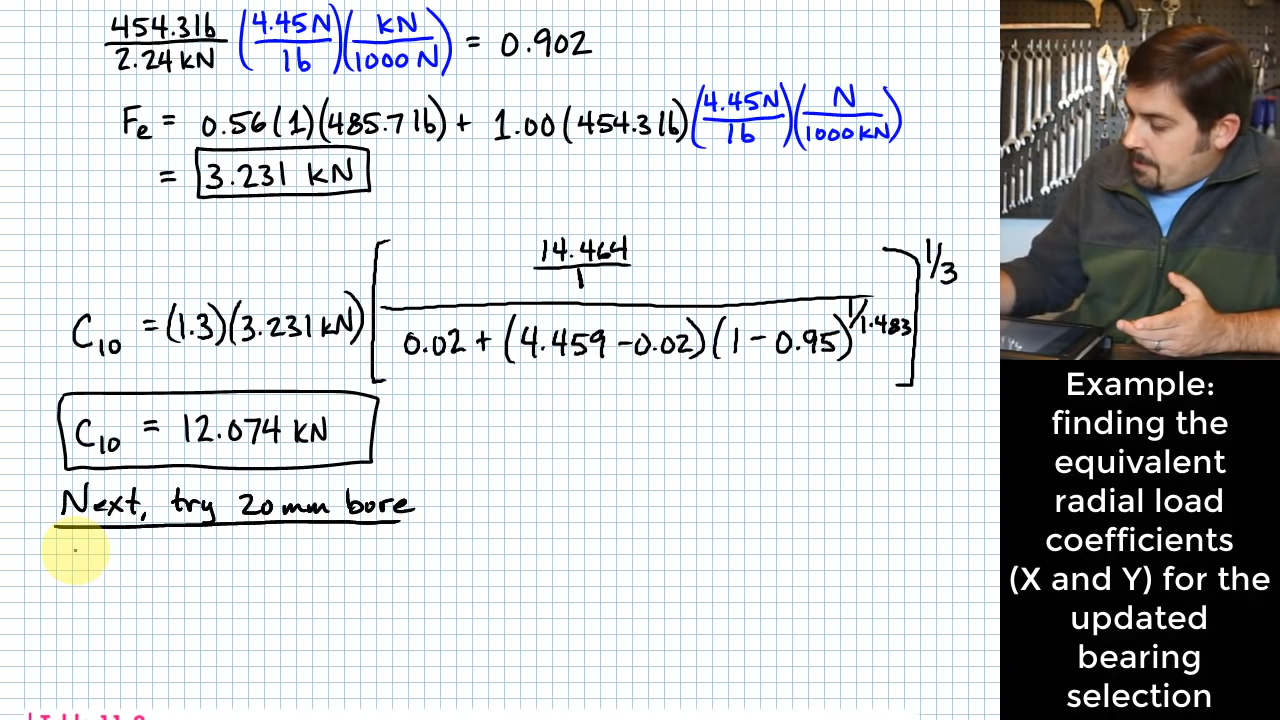 454.3 lb / 2.24 kN (4.45 N / lb)(kN / 1000 N) = 0.902
Fe = 0.56(1)(485.7 lb) + 1.00(454.3 lb)(4.45 N / lb)(N / 1000 kN)
= 3.231 kN
C10 = (1.3)(3.231 kN)[14.464 / 1 / 0.02 + (4.459 - 0.02)(1 - 0.95)^1/1.483]^1/3
C10 = 12.074 kN
Next, try 20mm bore
Example:
finding the
equivalent
radial load
coefficients
(X and Y) for the
updated
bearing
selection